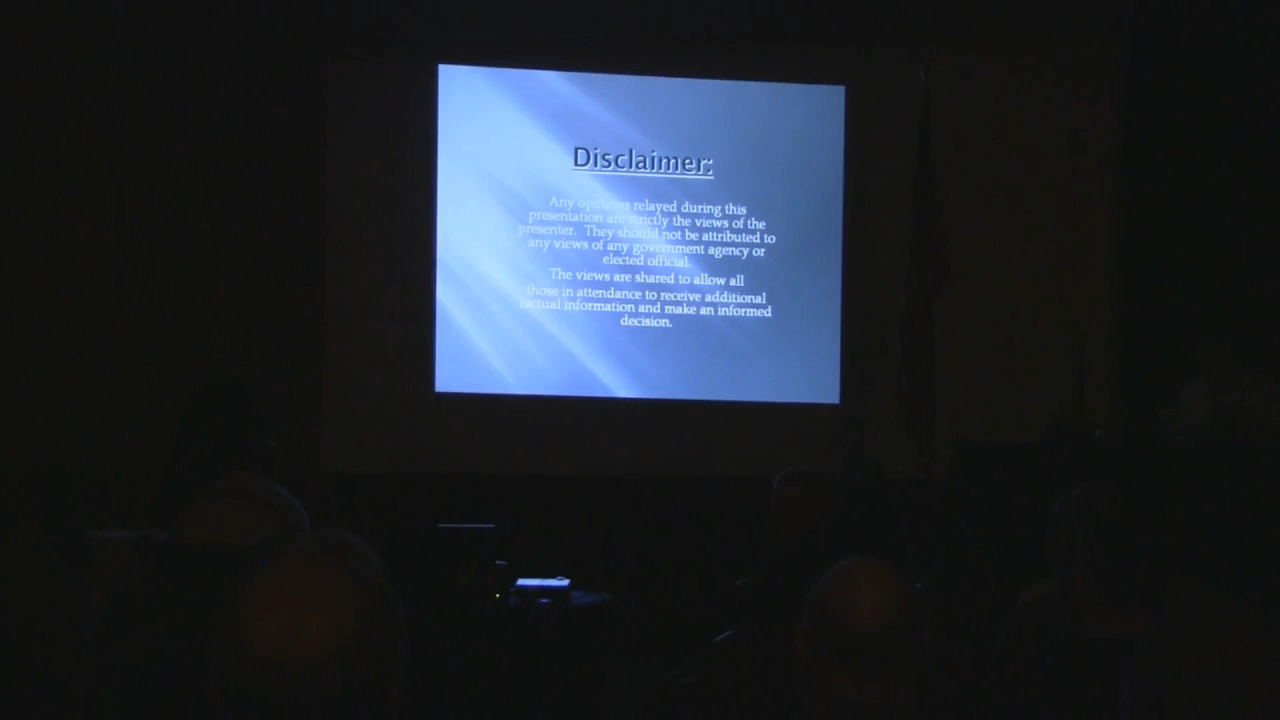 Disclaimer:
Any opinions relayed during this
presentation are strictly the views of the
presenter. They should not be attributed to
any views of any government agency or
elected official.
The views are shared to allow all
those in attendance to receive additional
factual information and make an informed
decision.